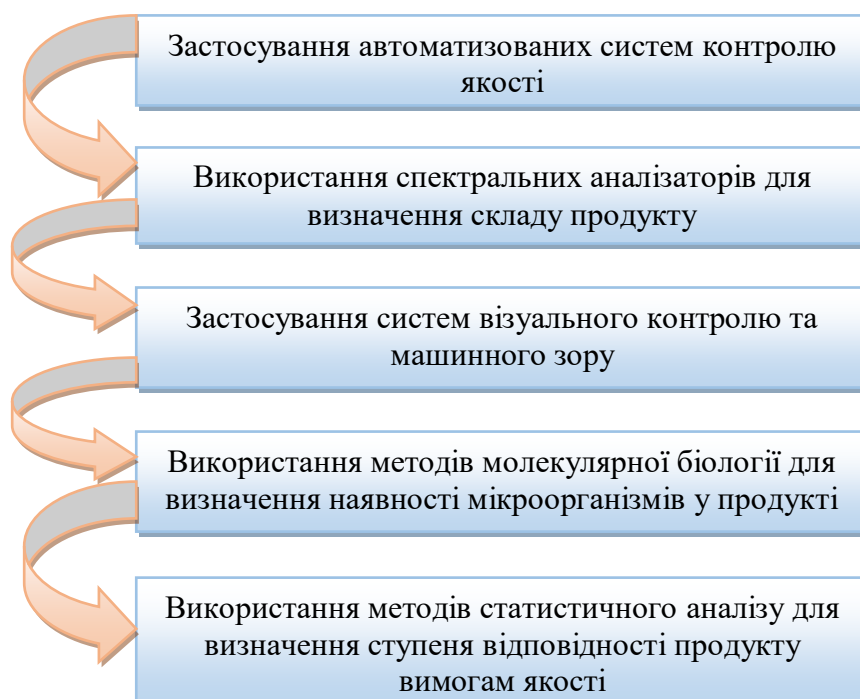 Застосування автоматизованих систем контролю
якості
Використання спектральних аналізаторів для
визначення складу продукту
Застосування систем візуального контролю та
машинного зору
Використання методів молекулярної біології для
визначення наявності мікроорганізмів у продукті
Використання методів статистичного аналізу для
визначення ступеня відповідності продукту
вимогам якості